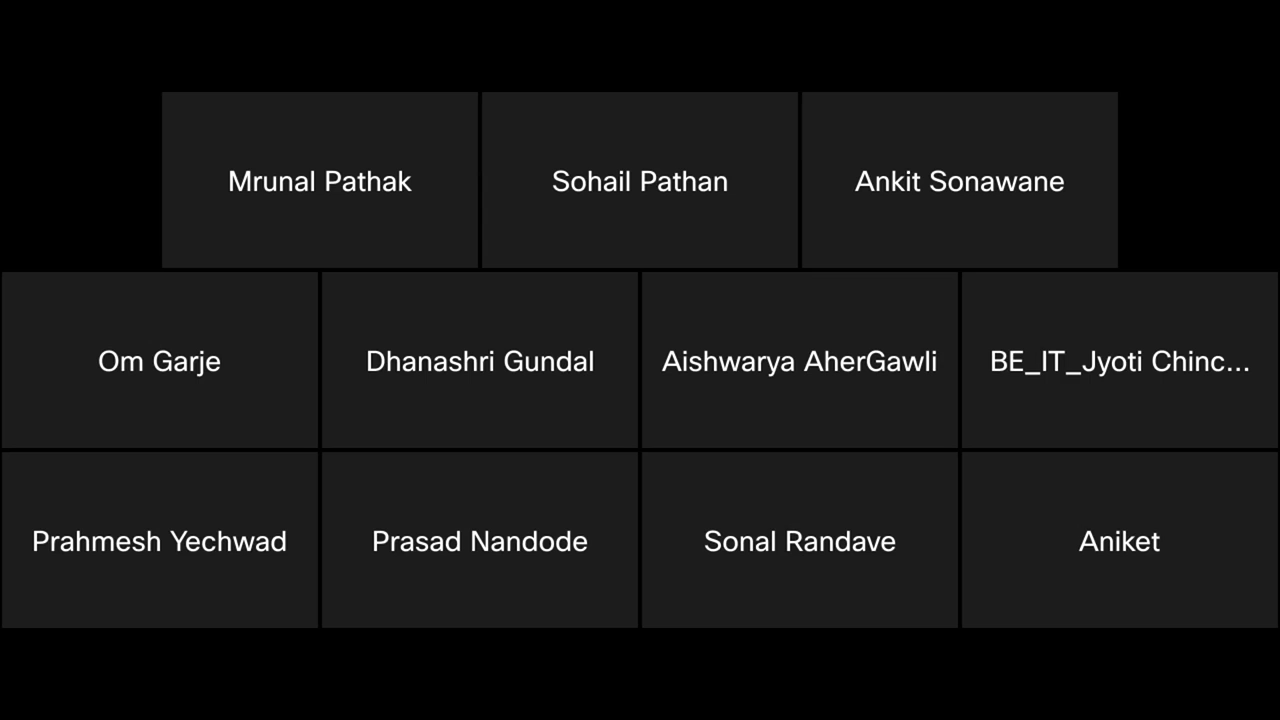 Mrunal Pathak
Sohail Pathan
Ankit Sonawane
Om Garje
Dhanashri Gundal
Aishwarya AherGawli
BE_IT_Jyoti Chinc...
Prahmesh Yechwad
Prasad Nandode
Sonal Randave
Aniket